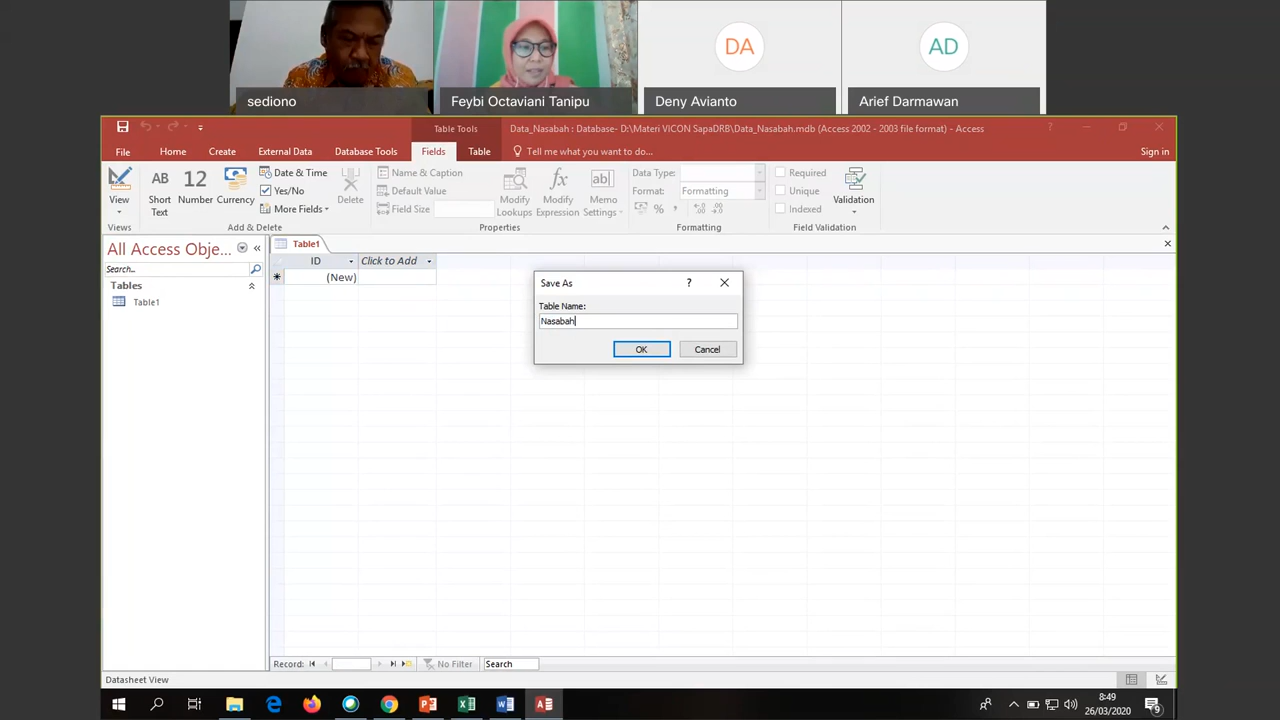 sediono
Feybi Octaviani Tanipu
DA
Deny Avianto
AD
Arief Darmawan
Table Tools
Data_Nasabah : Database- D:\Materi VICON SapaDRB\Data_Nasabah.mdb (Access 2002 - 2003 file format) - Access
?
File
Home
Create
External Data
Database Tools
Fields
Table
Tell me what you want to do...
Sign in
View
AB
Short
Text
12
Number
Currency
Date & Time
Yes/No
More Fields
Delete
Name & Caption
Default Value
Field Size
Modify
Lookups
fx
Modify
Expression
ab|
Memo
Settings
Data Type:
Format:
Formatting
%
Required
Unique
Indexed
Validation
Views
Add & Delete
Properties
Formatting
Field Validation
All Access Obje...
Search...
Tables
Table1
Table1
ID
Click to Add
(New)
Save As
?
Table Name:
Nasabah
OK
Cancel
Record:
No Filter
Search
Datasheet View
8:49
26/03/2020
9